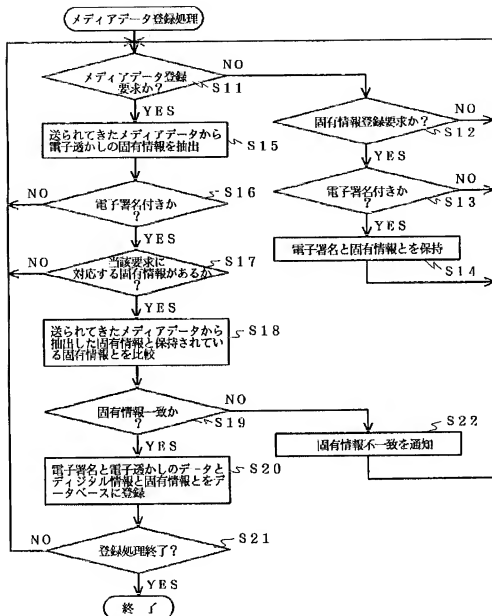 メディアデータ登録処理
メディアデータ登録
要求か?
NO
S11
YES
固有情報登録要求か?
NO
S12
YES
送られてきたメディアデータから
電子透かしの固有情報を抽出
S15
電子署名付きか
?
NO
S13
YES
NO
電子署名付きか
?
S16
YES
電子署名と固有情報とを保持
S14
NO
当該要求に
対応する固有情報があるか
?
S17
YES
送られてきたメディアデータから
抽出した固有情報と保持されてい
る固有情報とを比較
S18
固有情報一致か
?
NO
S19
YES
固有情報不一致を通知
S22
電子署名と電子透かしのデータと
ディジタル情報と固有情報とをデ
ータベースに登録
S20
NO
登録処理終了?
S21
YES
終 了